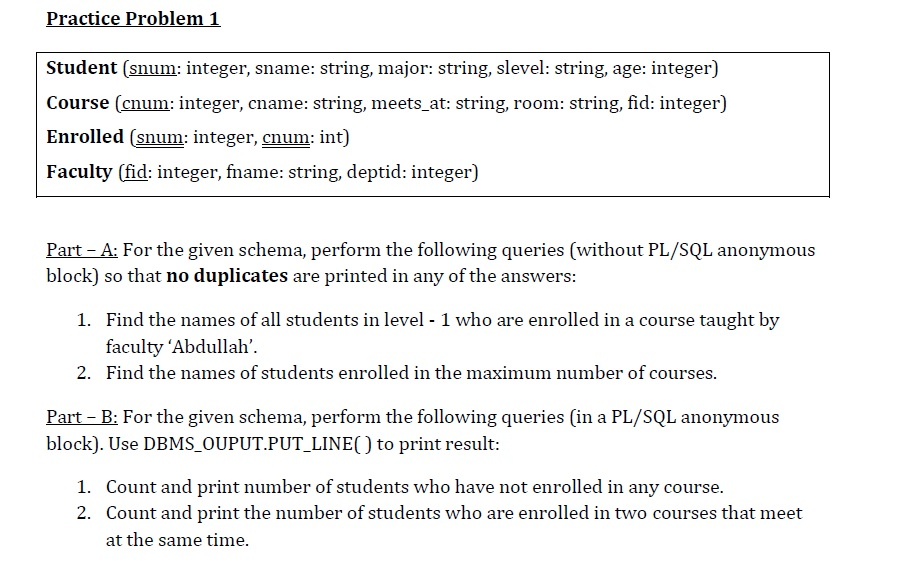 Practice Problem 1
Student (snum: integer, sname: string, major: string, slevel: string, age: integer)
Course (cnum: integer, cname: string, meets_at: string, room: string, fid: integer)
Enrolled (snum: integer, cnum: int)
Faculty (fid: integer, fname: string, deptid: integer)
Part – A: For the given schema, perform the following queries (without PL/SQL anonymous
block) so that no duplicates are printed in any of the answers:
1. Find the names of all students in level - 1 who are enrolled in a course taught by
faculty ‘Abdullah’.
2. Find the names of students enrolled in the maximum number of courses.
Part – B: For the given schema, perform the following queries (in a PL/SQL anonymous
block). Use DBMS_OUPUT.PUT_LINE( ) to print result:
1. Count and print number of students who have not enrolled in any course.
2. Count and print the number of students who are enrolled in two courses that meet
at the same time.